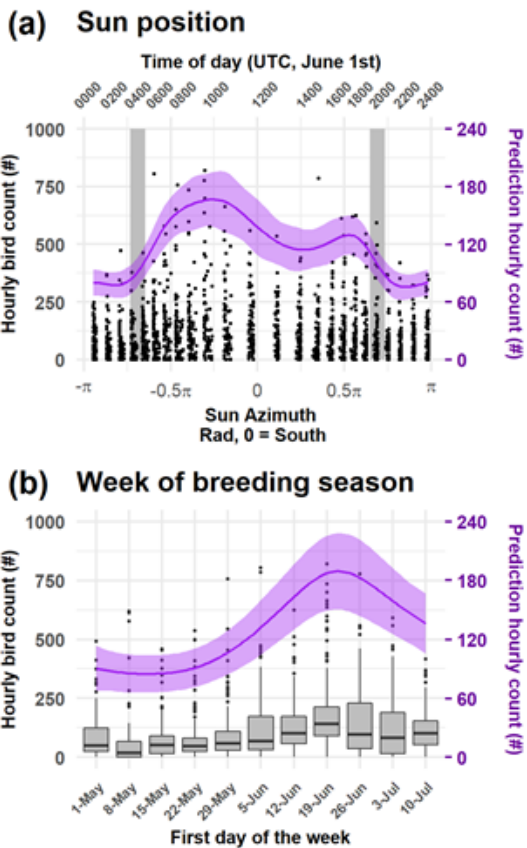 (a) Sun position
Time of day (UTC, June 1st)
0000 0200 0400 0600 0800 1000 1200 1400 1600 1800 2000 2200 2400
Hourly bird count (#)
1000
750
500
250
0
240
180
120
60
0
Prediction hourly count (#)
-π -0.5π 0 0.5π π
Sun Azimuth
Rad, 0 = South
(b) Week of breeding season
Hourly bird count (#)
1000
750
500
250
0
240
180
120
60
0
Prediction hourly count (#)
1-May 8-May 15-May 22-May 29-May 5-Jun 12-Jun 19-Jun 26-Jun 3-Jul 10-Jul
First day of the week